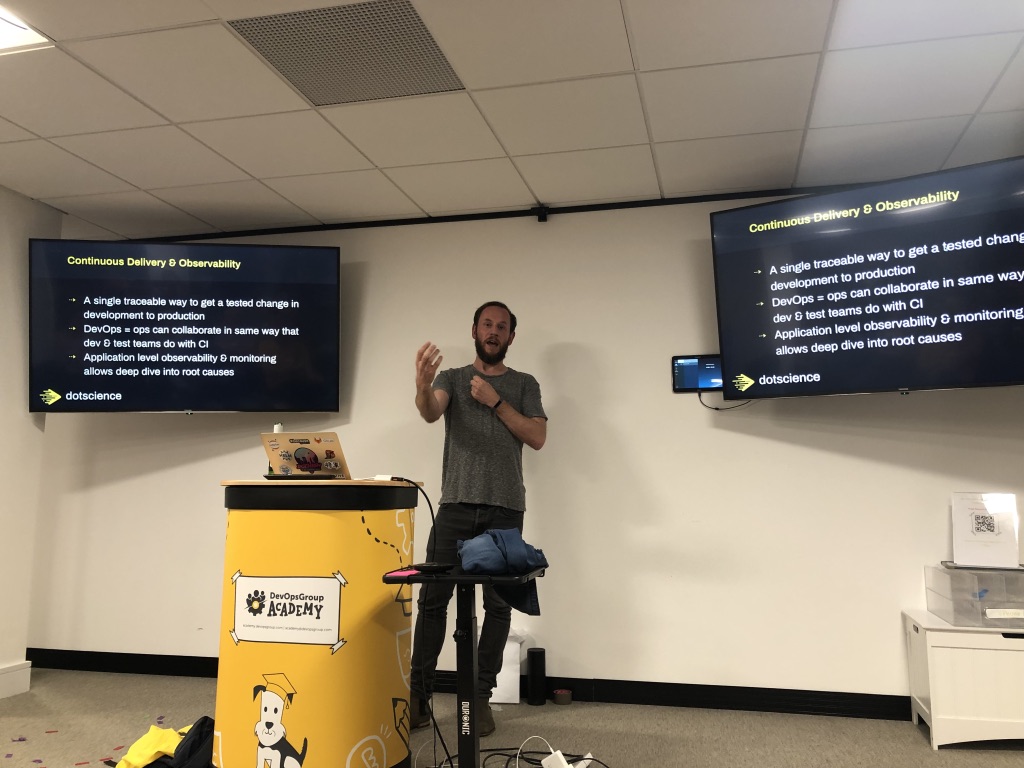 Continuous Delivery & Observability
A single traceable way to get a tested change in
development to production
DevOps = ops can collaborate in same way that
dev & test teams do with CI
Application level observability & monitoring
allows deep dive into root causes
dotscience
Continuous Delivery & Observability
A single traceable way to get a tested chang
development to production
DevOps = ops can collaborate in same way
dev & test teams do with CI
Application level observability & monitoring
allows deep dive into root causes
dotscience
DevOpsGroup
ACADEMY
DURONIC